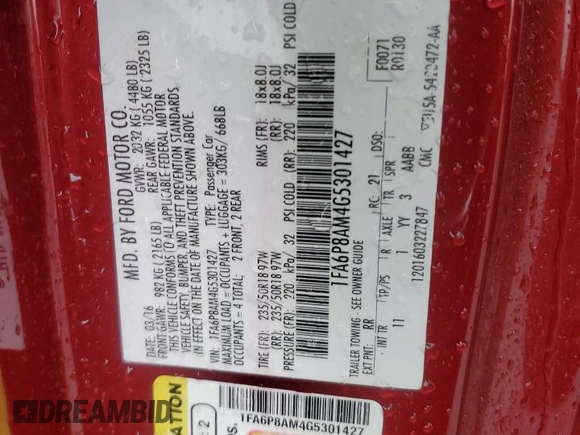 MFD. BY FORD MOTOR CO.
DATE: 03/16 GVWR: 2032 KG ( 4480 LB)
FRONT GAWR: 982 KG ( 2165 LB) REAR GAWR: 1055 KG ( 2325 LB)
THIS VEHICLE CONFORMS TO ALL APPLICABLE FEDERAL MOTOR
VEHICLE SAFETY, BUMPER, AND THEFT PREVENTION STANDARDS
IN EFFECT ON THE DATE OF MANUFACTURE SHOWN ABOVE.
VIN: 1FA6P8AM4G5301427 TYPE: Passenger Car
MAXIMUM LOAD = OCCUPANTS + LUGGAGE = 303KG/ 668LB
OCCUPANTS = 4 TOTAL: 2 FRONT, 2 REAR
TIRE (FR): 235/50R18 97W RIMS (FR): 18x8.0J
(RR): 235/50R18 97W (RR): 18x8.0J
PRESSURE (FR): 220 kPa/ 32 PSI COLD (RR): 220 kPa/ 32 PSI COLD
1FA6P8AM4G5301427
TRAILER TOWING - SEE OWNER GUIDE
EXT PNT: RR RC: 21 DSO: F0071
R0130
INT TR TP/PS R AXLE TR SPR
11 I YY 3 AABB
1201603227847 CMC
1FA6P8AM4G5301427
DREAMBID